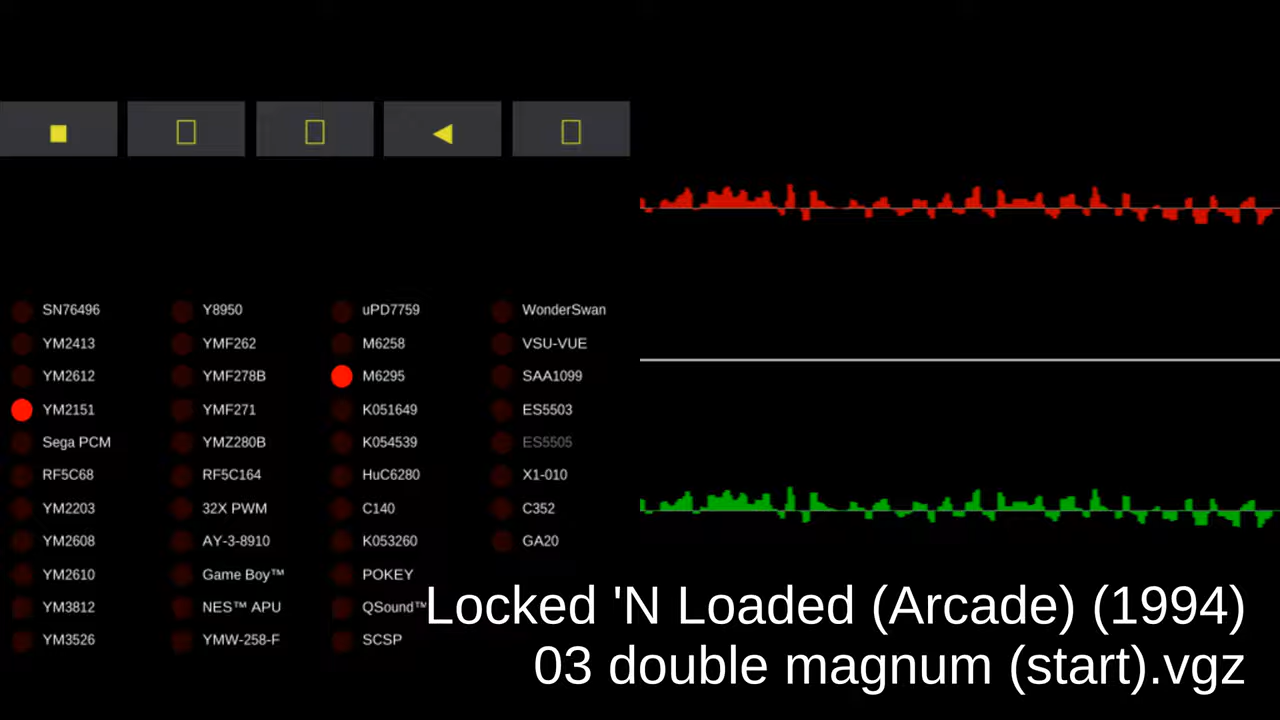 SN76496 Y8950 uPD7759 WonderSwan
YM2413 YMF262 M6258 VSU-VUE
YM2612 YMF278B M6295 SAA1099
YM2151 YMF271 K051649 ES5503
Sega PCM YMZ280B K054539 ES5505
RF5C68 RF5C164 HuC6280 X1-010
YM2203 32X PWM C140 C352
YM2608 AY-3-8910 K053260 GA20
YM2610 Game Boy™ POKEY
YM3812 NES™ APU QSound™
YM3526 YMW-258-F SCSP
Locked 'N Loaded (Arcade) (1994)
03 double magnum (start).vgz